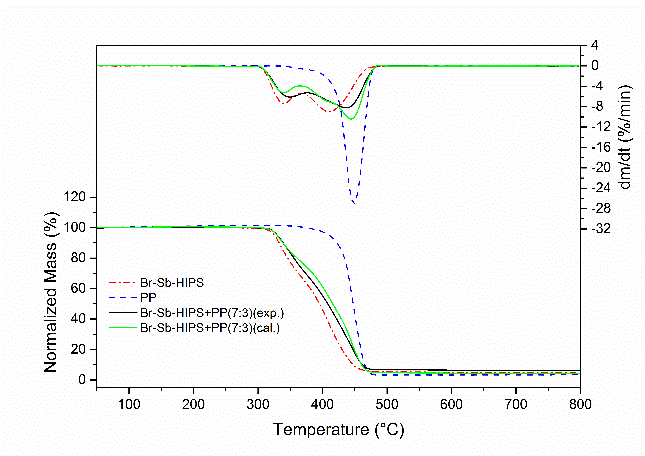 4
0
-4
-8
-12
-16
-20
-24
-28
-32
dm/dt (%/min)
120
100
80
60
40
20
0
Normalized Mass (%)
Br-Sb-HIPS
PP
Br-Sb-HIPS+PP(7:3)(exp.)
Br-Sb-HIPS+PP(7:3)(cal.)
100 200 300 400 500 600 700 800
Temperature (°C)